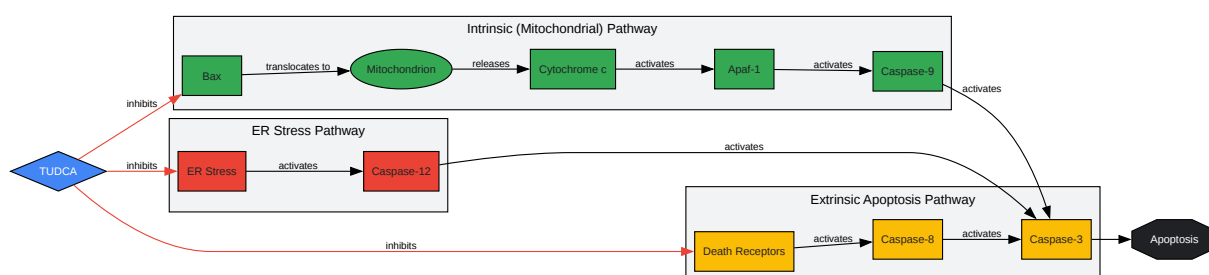 Intrinsic (Mitochondrial) Pathway
Bax
translocates to
Mitochondrion
releases
Cytochrome c
activates
Apaf-1
activates
Caspase-9
activates
inhibits
ER Stress Pathway
TUDCA
inhibits
ER Stress
activates
Caspase-12
activates
Extrinsic Apoptosis Pathway
inhibits
Death Receptors
activates
Caspase-8
activates
Caspase-3
Apoptosis